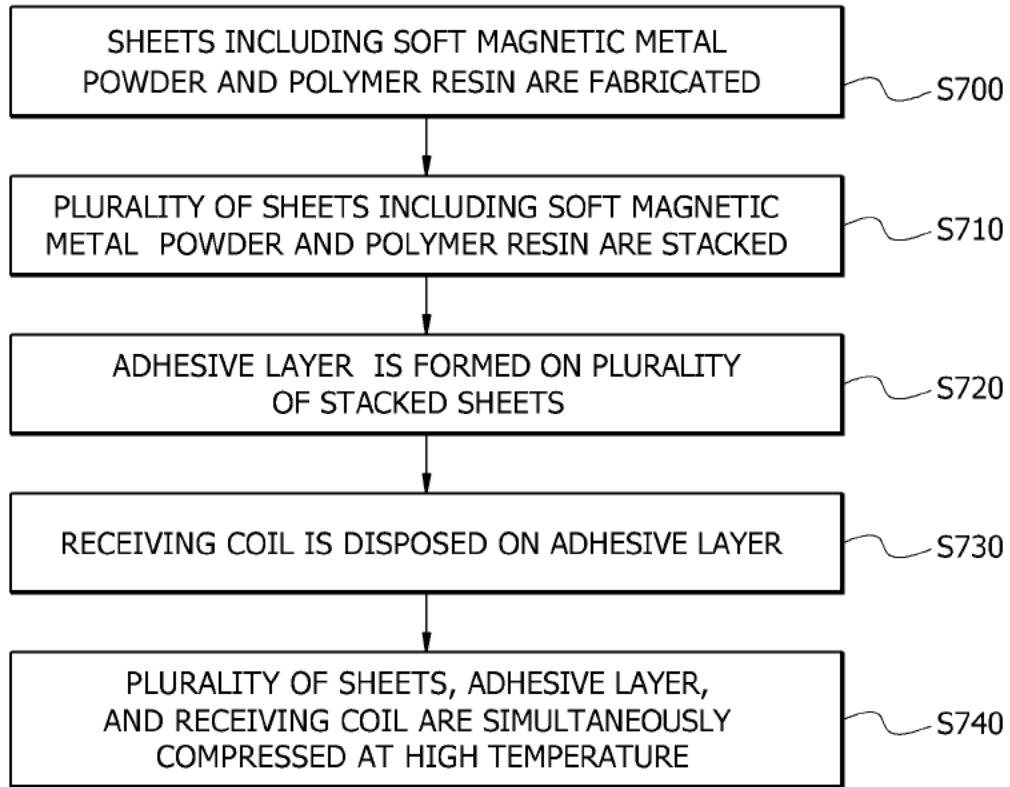 SHEETS INCLUDING SOFT MAGNETIC METAL
POWDER AND POLYMER RESIN ARE FABRICATED
S700
PLURALITY OF SHEETS INCLUDING SOFT MAGNETIC
METAL POWDER AND POLYMER RESIN ARE STACKED
S710
ADHESIVE LAYER IS FORMED ON PLURALITY
OF STACKED SHEETS
S720
RECEIVING COIL IS DISPOSED ON ADHESIVE LAYER
S730
PLURALITY OF SHEETS, ADHESIVE LAYER,
AND RECEIVING COIL ARE SIMULTANEOUSLY
COMPRESSED AT HIGH TEMPERATURE
S740